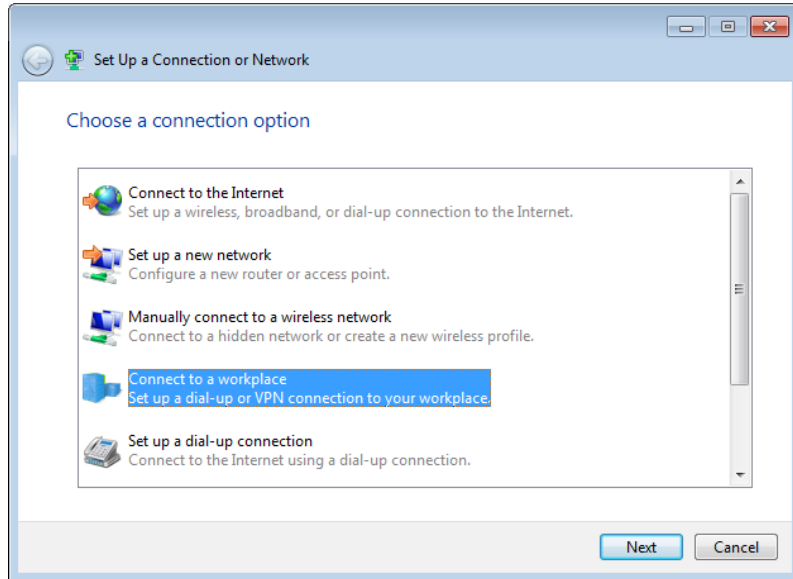 Set Up a Connection or Network
Choose a connection option
Connect to the Internet
Set up a wireless, broadband, or dial-up connection to the Internet.
Set up a new network
Configure a new router or access point.
Manually connect to a wireless network
Connect to a hidden network or create a new wireless profile.
Connect to a workplace
Set up a dial-up or VPN connection to your workplace.
Set up a dial-up connection
Connect to the Internet using a dial-up connection.
Next Cancel